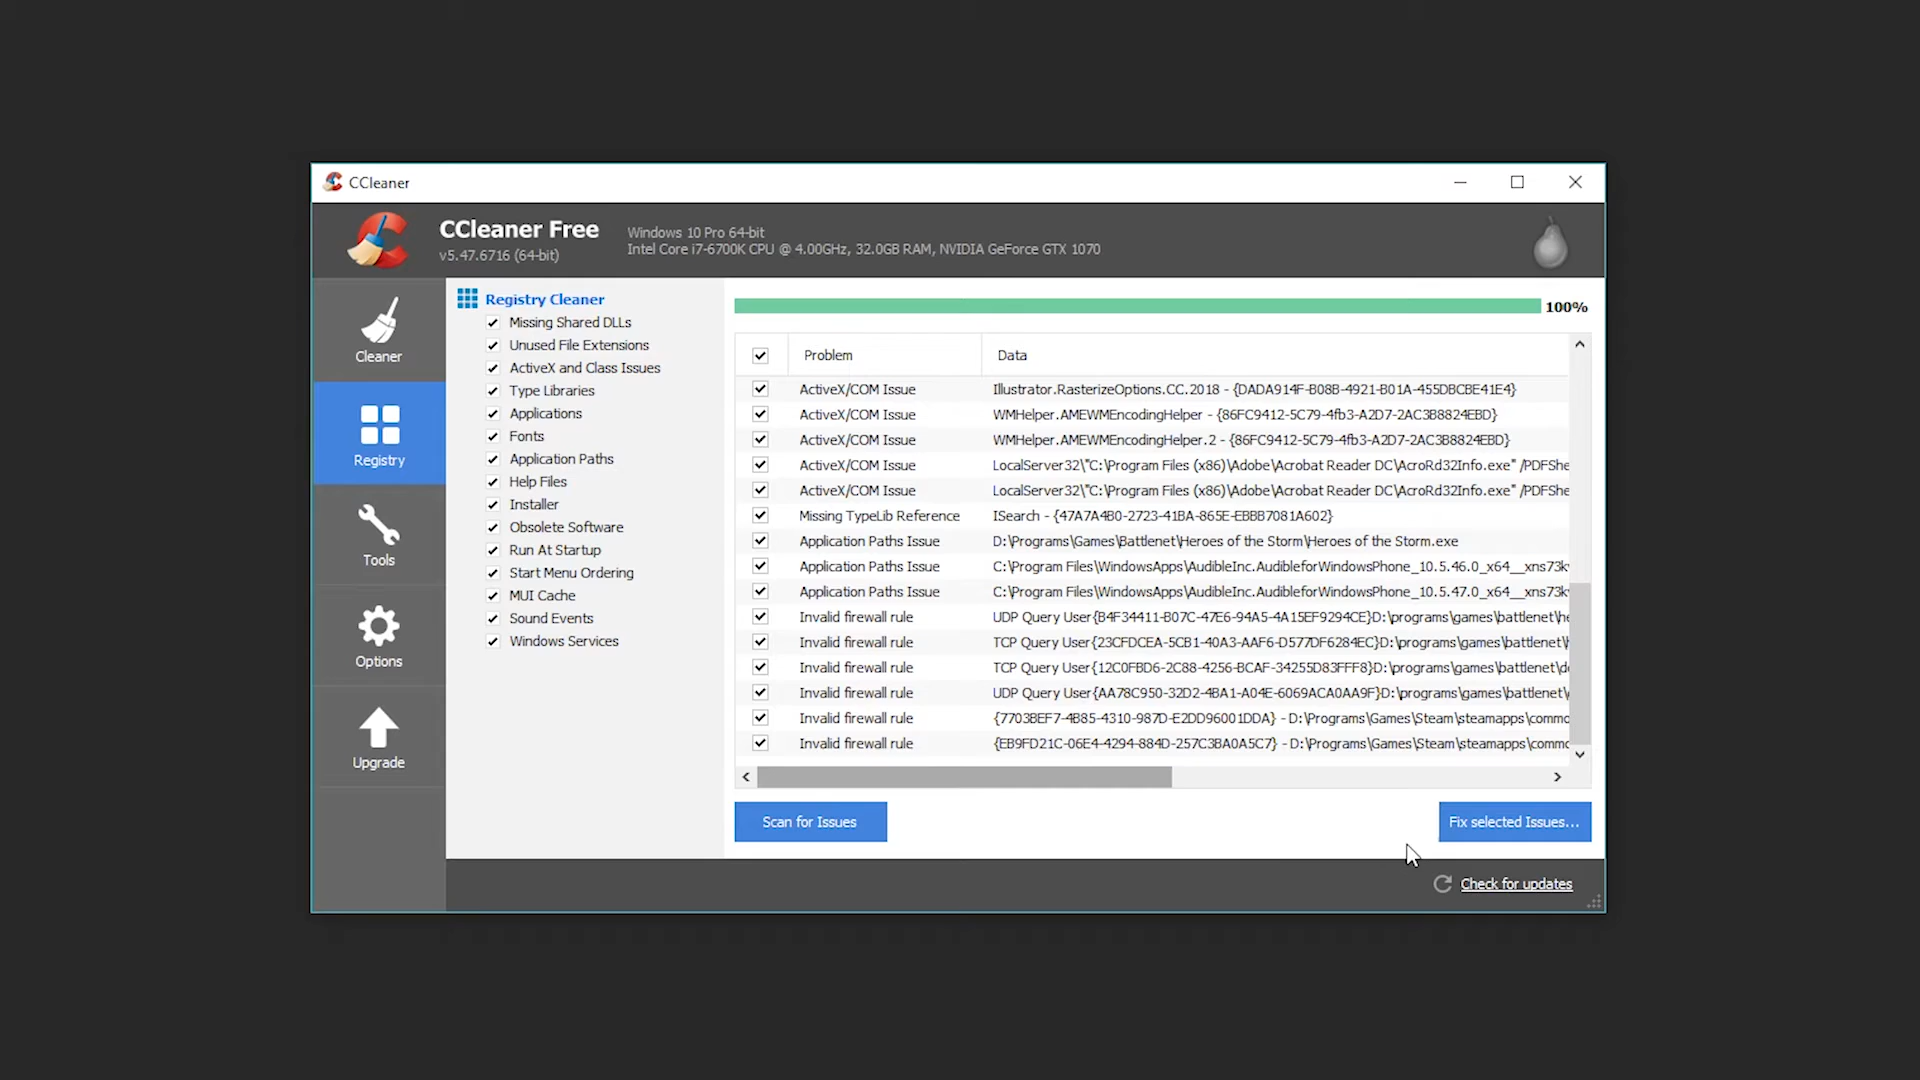 CCleaner
CCleaner Free
v5.47.6716 (64-bit)
Windows 10 Pro 64-bit
Intel Core i7-6700K CPU @ 4.00GHz, 32.0GB RAM, NVIDIA GeForce GTX 1070
Cleaner
Registry
Tools
Options
Upgrade
Registry Cleaner
Missing Shared DLLs
Unused File Extensions
ActiveX and Class Issues
Type Libraries
Applications
Fonts
Application Paths
Help Files
Installer
Obsolete Software
Run At Startup
Start Menu Ordering
MUI Cache
Sound Events
Windows Services
100%
Problem Data
ActiveX/COM Issue Illustrator.RasterizeOptions.CC.2018 - {DADA914F-B08B-4921-B01A-455DBCBE41E4}
ActiveX/COM Issue WMHelper.AMEWMEncodingHelper - {86FC9412-5C79-4fb3-A2D7-2AC3B8824EBD}
ActiveX/COM Issue WMHelper.AMEWMEncodingHelper.2 - {86FC9412-5C79-4fb3-A2D7-2AC3B8824EBD}
ActiveX/COM Issue LocalServer32\"C:\Program Files (x86)\Adobe\Acrobat Reader DC\AcroRd32Info.exe" /PDFShe
ActiveX/COM Issue LocalServer32\"C:\Program Files (x86)\Adobe\Acrobat Reader DC\AcroRd32Info.exe" /PDFShe
Missing TypeLib Reference ISearch - {47A7A4B0-2723-41BA-865E-EBBB7081A602}
Application Paths Issue D:\Programs\Games\Battlenet\Heroes of the Storm\Heroes of the Storm.exe
Application Paths Issue C:\Program Files\WindowsApps\AudibleInc.AudibleforWindowsPhone_10.5.46.0_x64__xns73k
Application Paths Issue C:\Program Files\WindowsApps\AudibleInc.AudibleforWindowsPhone_10.5.47.0_x64__xns73k
Invalid firewall rule UDP Query User{B4F34411-B07C-47E6-94A5-4A15EF9294CE}D:\programs\games\battlenet\he
Invalid firewall rule TCP Query User{23CFDCEA-5CB1-40A3-AAF6-D577DF6284EC}D:\programs\games\battlenet\
Invalid firewall rule TCP Query User{12C0FBD6-2C88-4256-BCAF-34255D83FFF8}D:\programs\games\battlenet\d
Invalid firewall rule UDP Query User{AA78C950-32D2-4BA1-A04E-6069ACA0AA9F}D:\programs\games\battlenet\
Invalid firewall rule {7703BEF7-4B85-4310-987D-E2DD96001DDA} - D:\Programs\Games\Steam\steamapps\commo
Invalid firewall rule {EB9FD21C-06E4-4294-884D-257C3BA0A5C7} - D:\Programs\Games\Steam\steamapps\commo
Scan for Issues
Fix selected Issues...
Check for updates